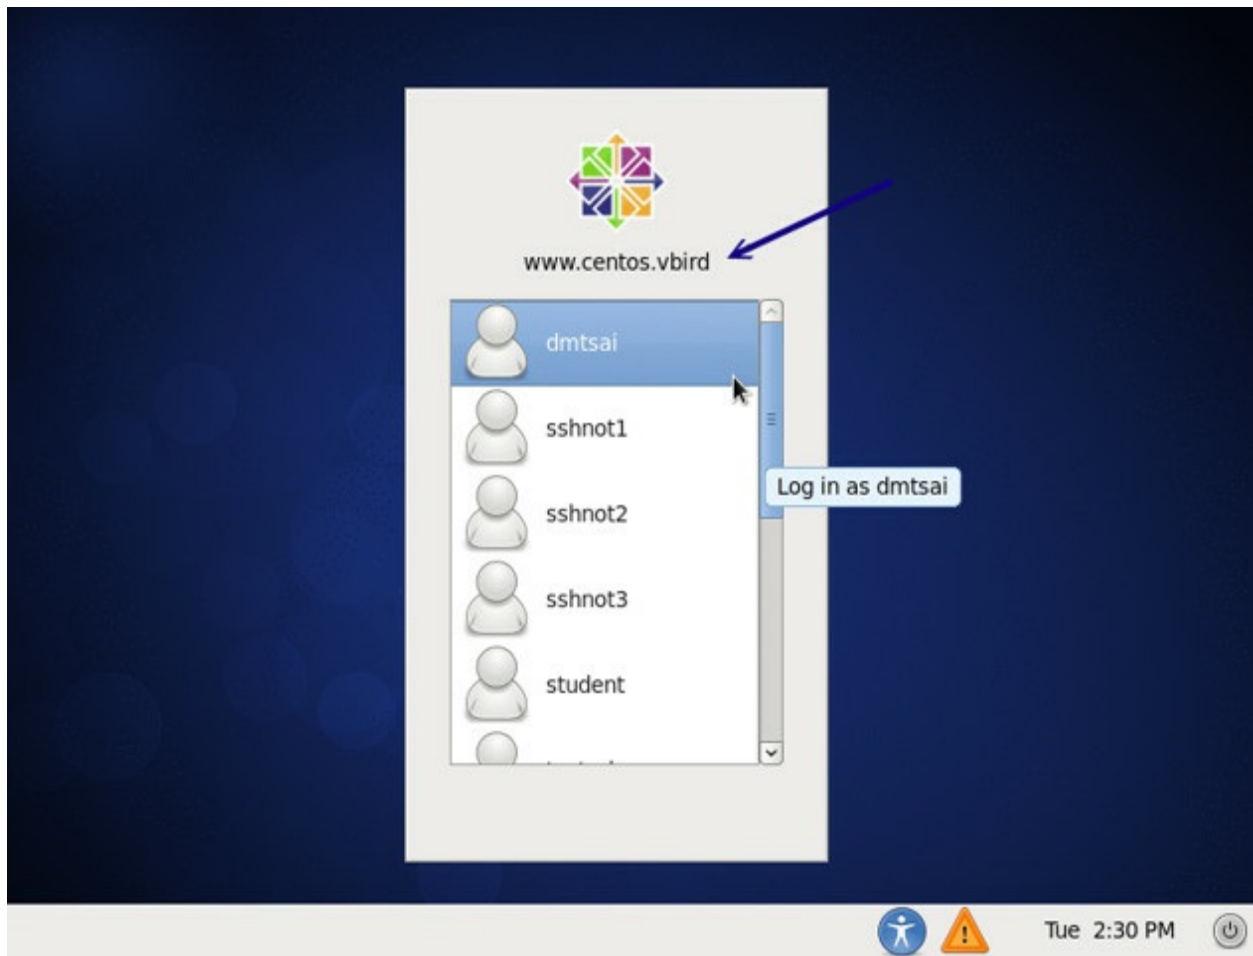 www.centos.vbird
dmtsai
sshnot1
Log in as dmtsai
sshnot2
sshnot3
student
Tue 2:30 PM